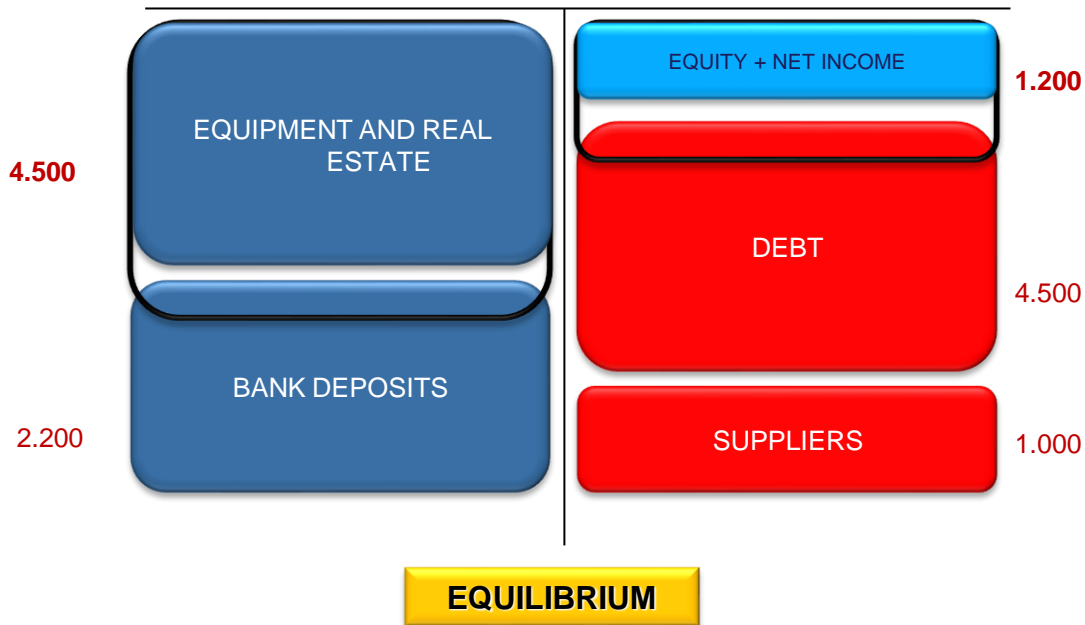 EQUITY + NET INCOME
1.200
EQUIPMENT AND REAL
ESTATE
4.500
DEBT
4.500
BANK DEPOSITS
2.200
SUPPLIERS
1.000
EQUILIBRIUM